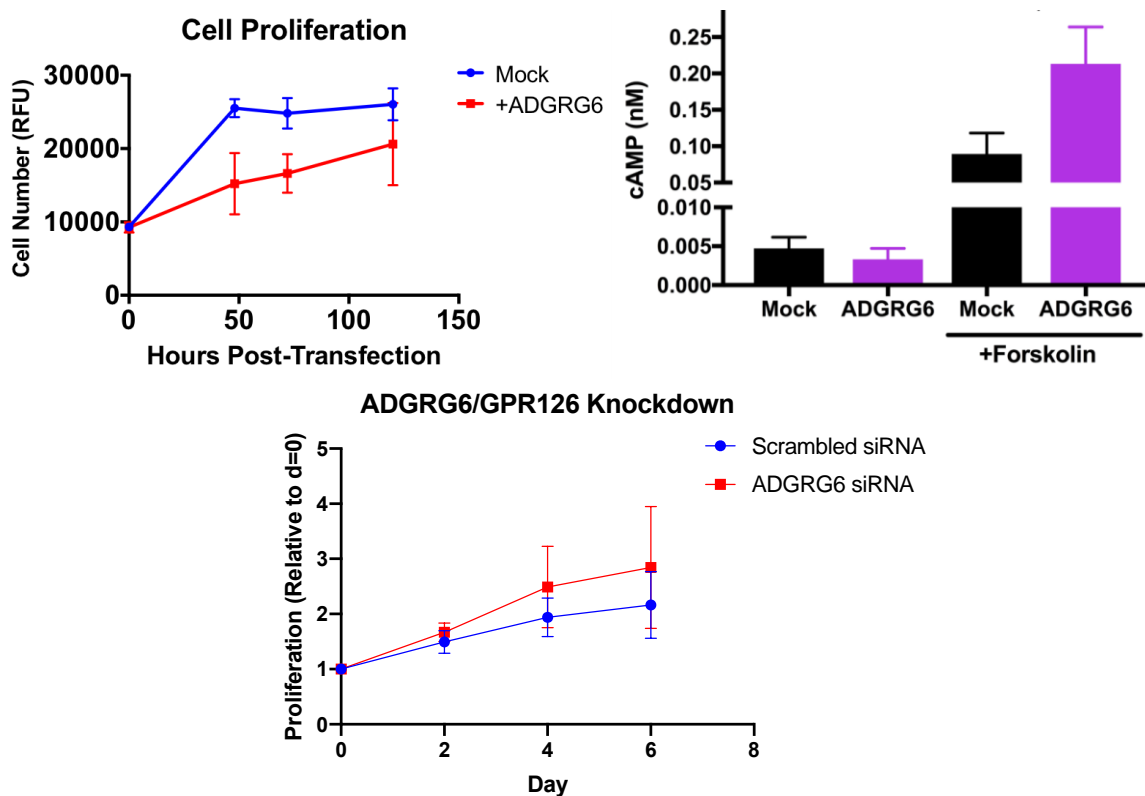 Cell Proliferation
30000
20000
10000
0
Cell Number (RFU)
0 50 100 150
Hours Post-Transfection
Mock
+ADGRG6
0.25
0.20
0.15
0.10
0.05
0.010
0.005
0.000
cAMP (nM)
Mock ADGRG6 Mock ADGRG6
+Forskolin
ADGRG6/GPR126 Knockdown
5
4
3
2
1
0
Proliferation (Relative to d=0)
0 2 4 6 8
Day
Scrambled siRNA
ADGRG6 siRNA